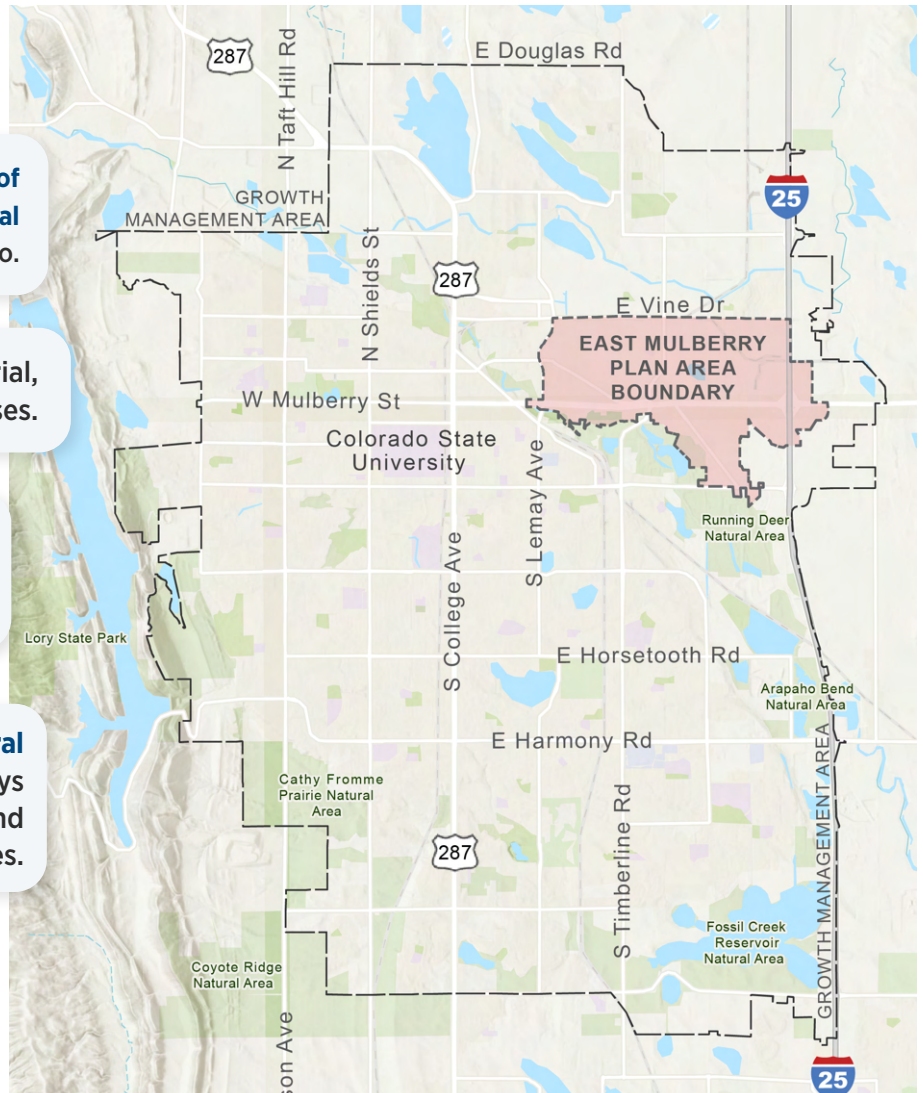 287
N Taft Hill Rd
E Douglas Rd
of
al
o.
GROWTH
MANAGEMENT AREA
25
N Shields St
287
E Vine Dr
EAST MULBERRY
PLAN AREA
BOUNDARY
ial,
ses.
W Mulberry St
Colorado State
University
S Lemay Ave
Running Deer
Natural Area
S College Ave
Lory State Park
E Horsetooth Rd
Arapaho Bend
Natural Area
ral
ys
nd
es.
E Harmony Rd
Cathy Fromme
Prairie Natural
Area
287
S Timberline Rd
GROWTH MANAGEMENT AREA
Fossil Creek
Reservoir
Natural Area
Coyote Ridge
Natural Area
son Ave
25